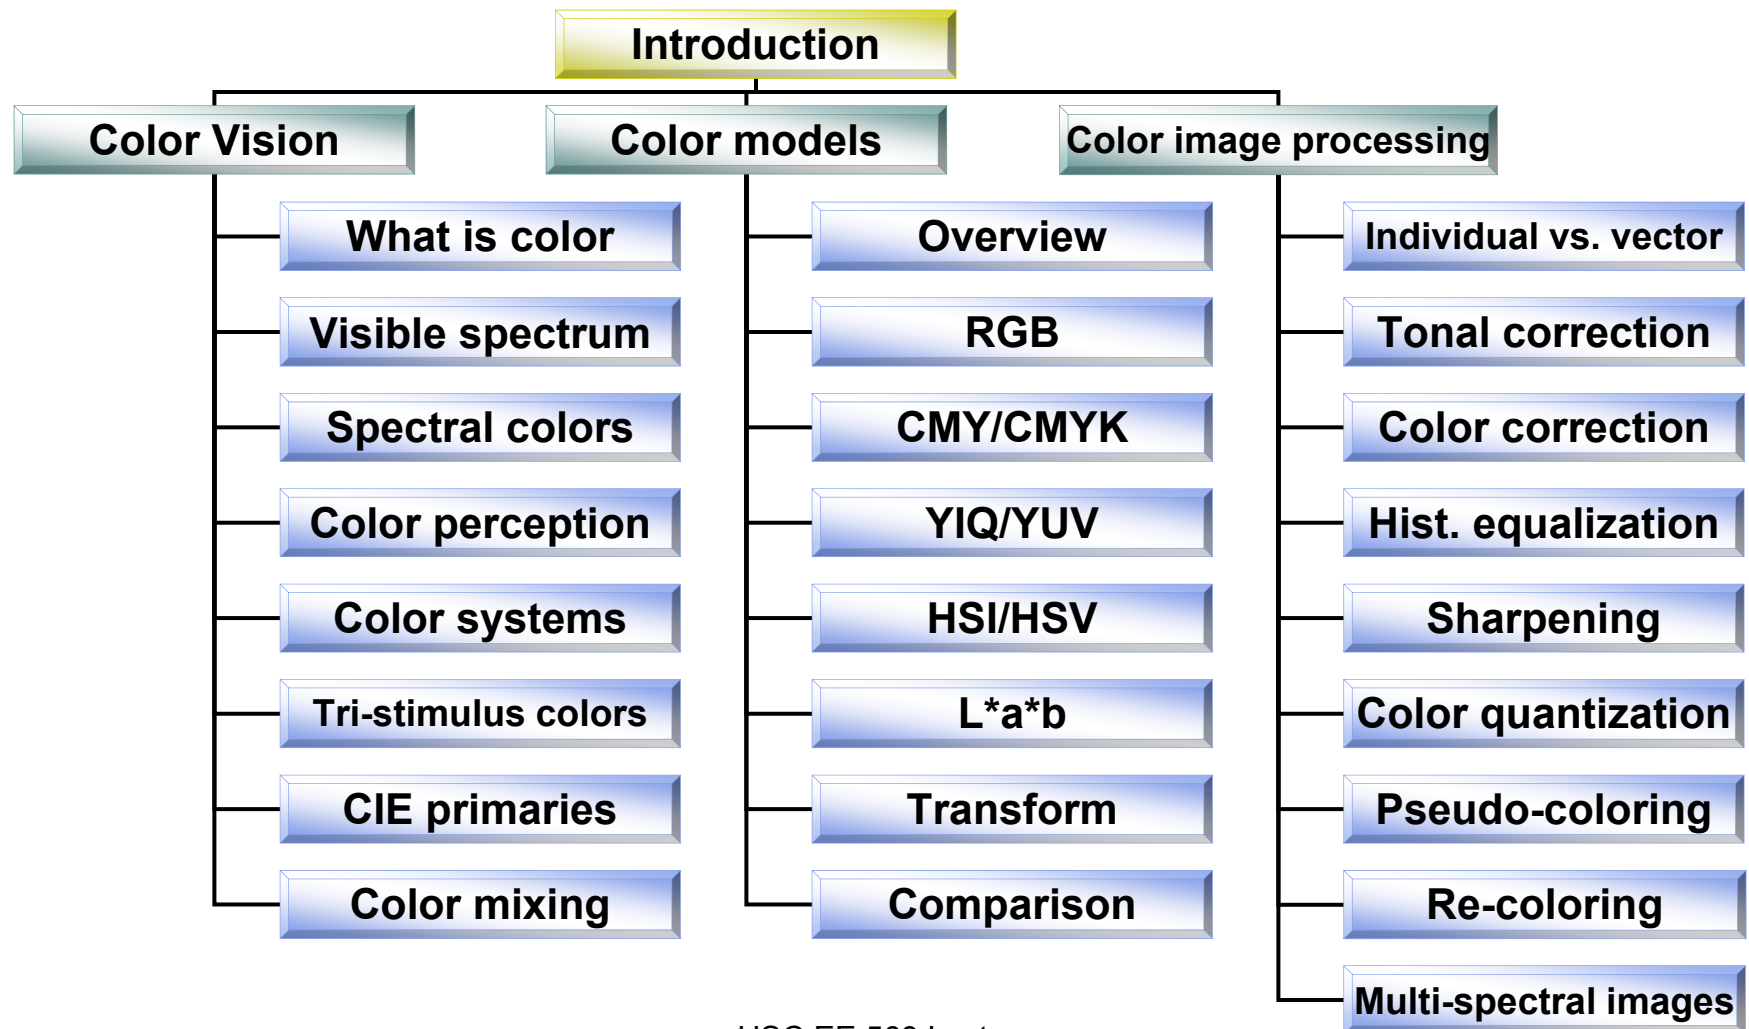 Introduction
Color Vision
What is color
Visible spectrum
Spectral colors
Color perception
Color systems
Tri-stimulus colors
CIE primaries
Color mixing
Color models
Overview
RGB
CMY/CMYK
YIQ/YUV
HSI/HSV
L*a*b
Transform
Comparison
Color image processing
Individual vs. vector
Tonal correction
Color correction
Hist. equalization
Sharpening
Color quantization
Pseudo-coloring
Re-coloring
Multi-spectral images